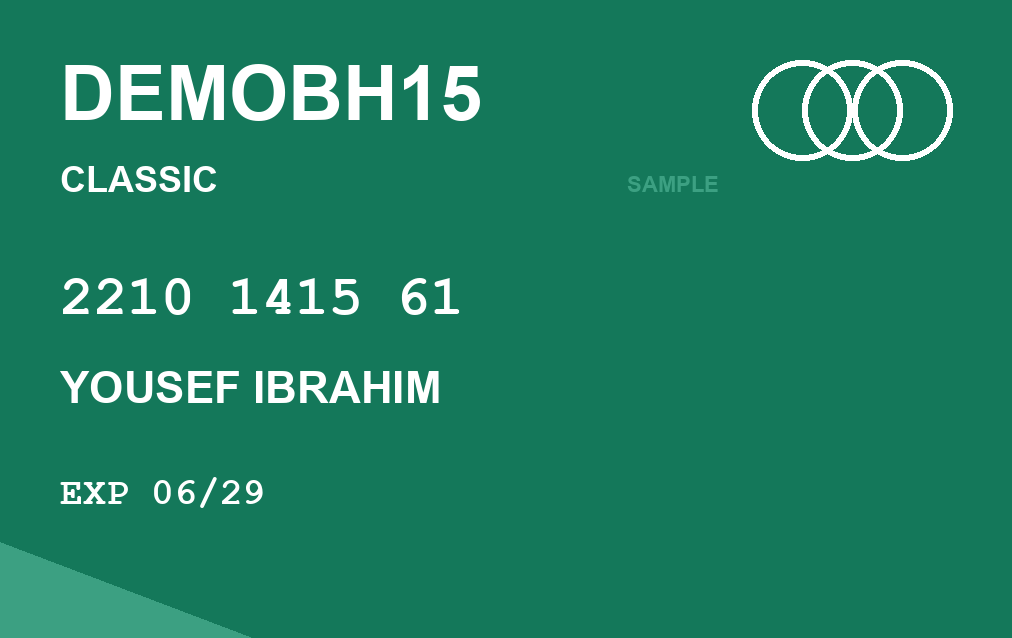 DEMOBH15
CLASSIC
SAMPLE
2210 1415 61
YOUSEF IBRAHIM
EXP 06/29